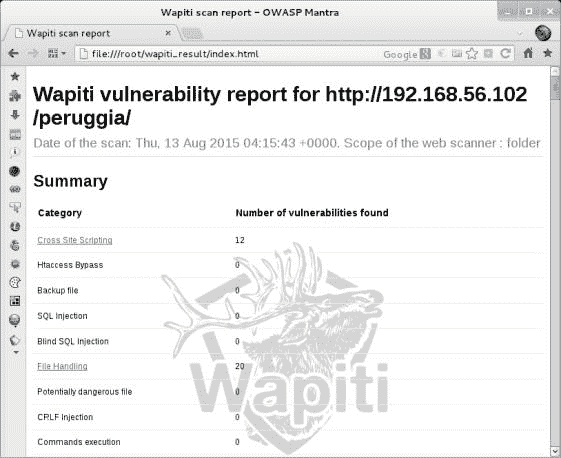 Wapiti scan report – OWASP Mantra
Wapiti scan report
file:///root/wapiti_result/index.html
Google
Wapiti vulnerability report for http://192.168.56.102
/peruggia/
Date of the scan: Thu, 13 Aug 2015 04:15:43 +0000. Scope of the web scanner : folder
Summary
Category Number of vulnerabilities found
Cross Site Scripting 12
Htaccess Bypass 0
Backup file 0
SQL Injection 0
Blind SQL Injection 0
File Handling 20
Potentially dangerous file 0
CRLF Injection 0
Commands execution 0
Wapiti